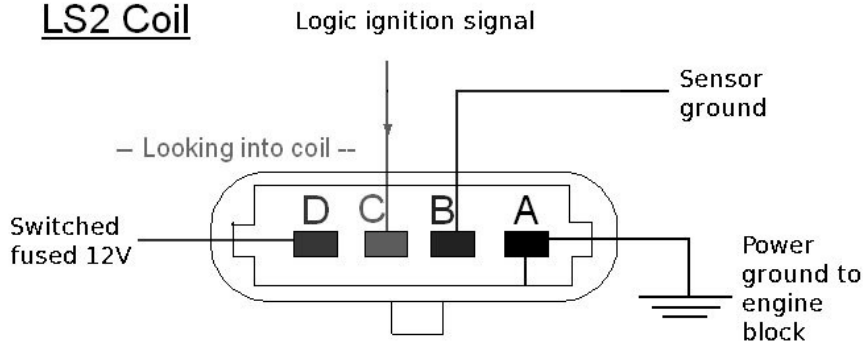 LS2 Coil
Logic ignition signal
Sensor
ground
– Looking into coil --
D C B A
Switched
fused 12V
Power
ground to
engine
block